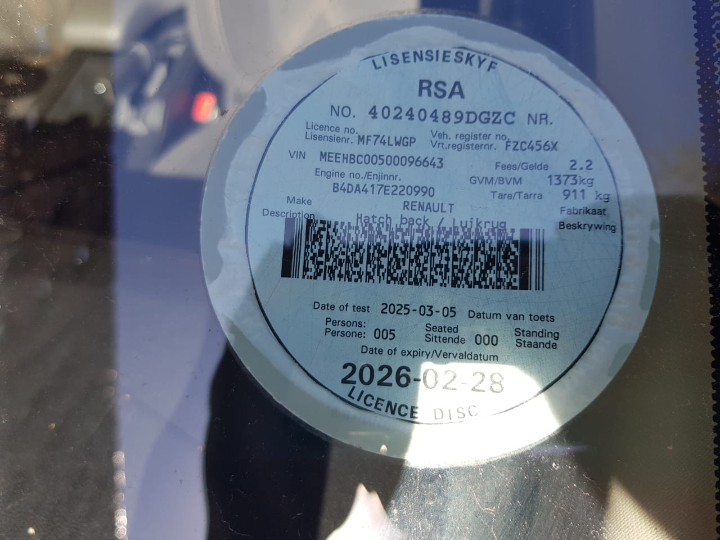 LISENSIESKYF
RSA
NO. 40240489DGZC NR.
Licence no. Veh. register no.
Lisensienr. MF74LWGP Vrt.registernr. FZC456X
VIN MEEHBC00500096643 Fees/Gelde 2.2
Engine no./Enjinnr. GVM/BVM 1373kg
B4DA417E220990 Tare/Tarra 911 kg
Make RENAULT Fabrikaat
Description Hatch back / Luikrug Beskrywing
Date of test 2025-03-05 Datum van toets
Persons: Seated Standing
Persone: 005 Sittende 000 Staande
Date of expiry/Vervaldatum
2026-02-28
LICENCE DISC